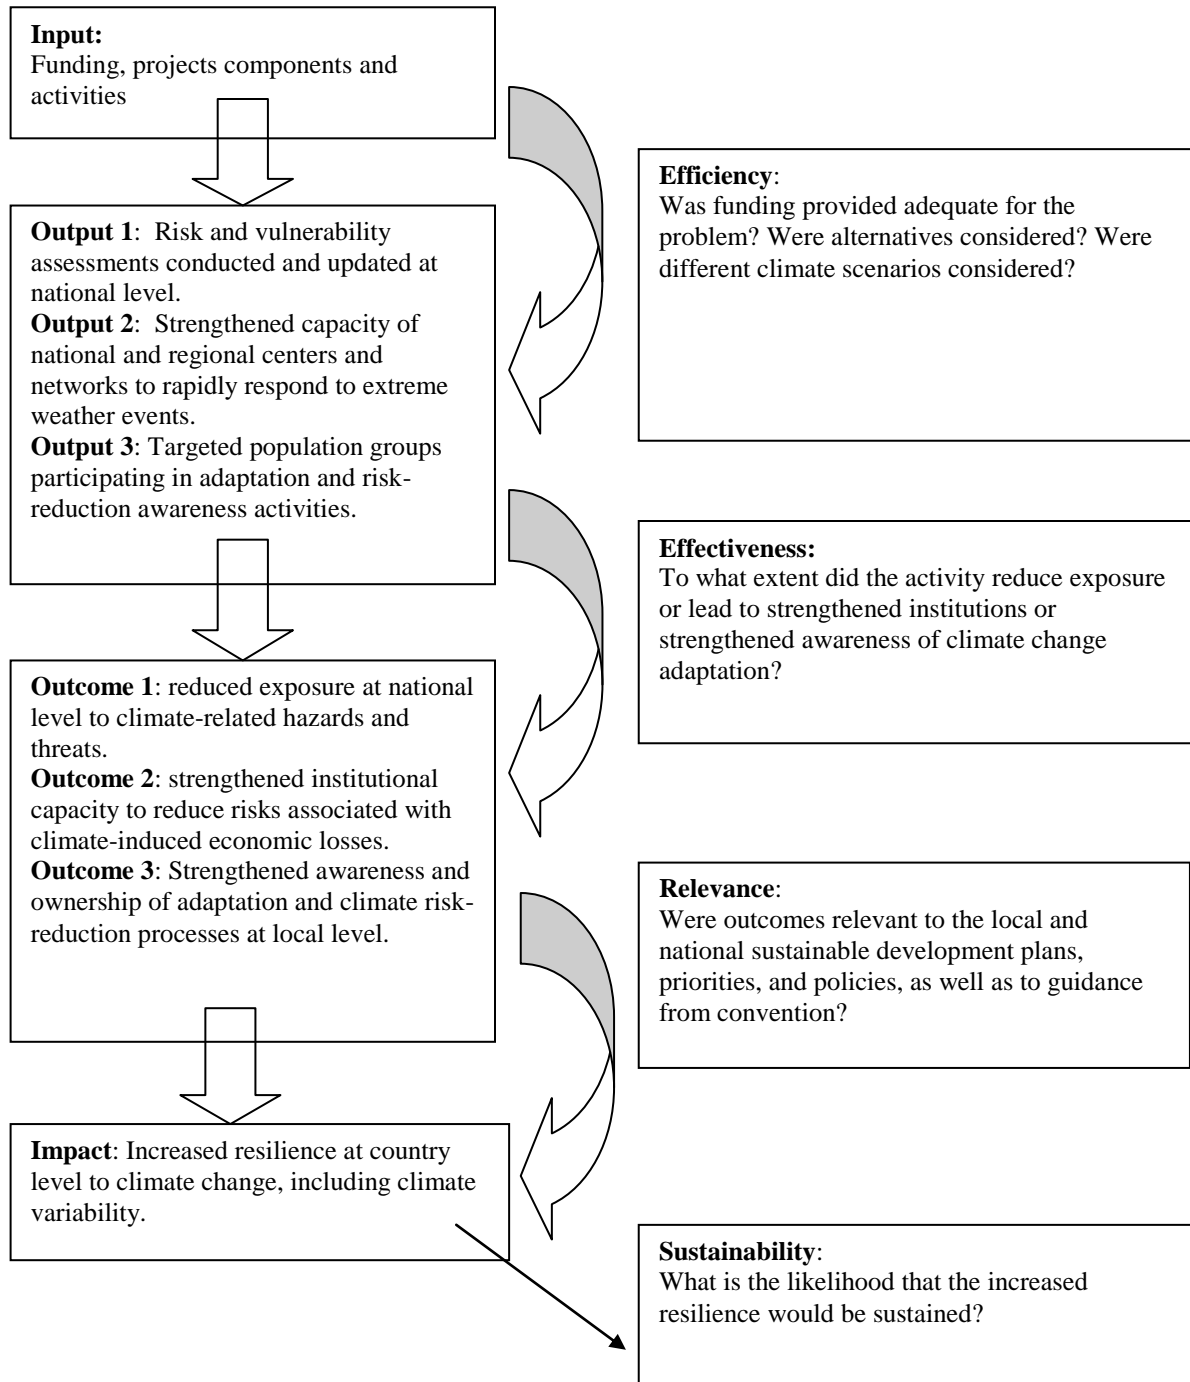 Input:
Funding, projects components and
activities
Efficiency:
Was funding provided adequate for the
problem? Were alternatives considered? Were
different climate scenarios considered?
Output 1:  Risk and vulnerability
assessments conducted and updated at
national level.
Output 2:  Strengthened capacity of
national and regional centers and
networks to rapidly respond to extreme
weather events.
Output 3: Targeted population groups
participating in adaptation and risk-
reduction awareness activities.
Effectiveness:
To what extent did the activity reduce exposure
or lead to strengthened institutions or
strengthened awareness of climate change
adaptation?
Outcome 1: reduced exposure at national
level to climate-related hazards and
threats.
Outcome 2: strengthened institutional
capacity to reduce risks associated with
climate-induced economic losses.
Outcome 3: Strengthened awareness and
ownership of adaptation and climate risk-
reduction processes at local level.
Relevance:
Were outcomes relevant to the local and
national sustainable development plans,
priorities, and policies, as well as to guidance
from convention?
Impact: Increased resilience at country
level to climate change, including climate
variability.
Sustainability:
What is the likelihood that the increased
resilience would be sustained?